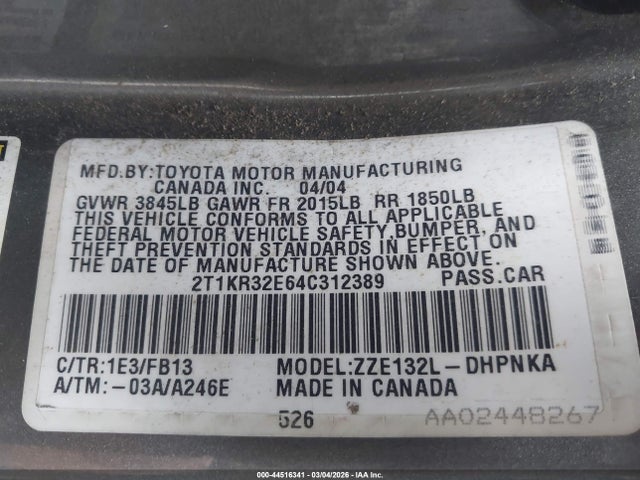 MFD.BY:TOYOTA MOTOR MANUFACTURING
CANADA INC. 04/04
GVWR 3845LB GAWR FR 2015LB RR 1850LB
THIS VEHICLE CONFORMS TO ALL APPLICABLE
FEDERAL MOTOR VEHICLE SAFETY,BUMPER, AND
THEFT PREVENTION STANDARDS IN EFFECT ON
THE DATE OF MANUFACTURE SHOWN ABOVE.
2T1KR32E64C312389 PASS.CAR
C/TR:1E3/FB13 MODEL:ZZE132L-DHPNKA
A/TM:-03A/A246E MADE IN CANADA
526 AA02448267
000-44516341 - 03/04/2026 - IAA Inc.